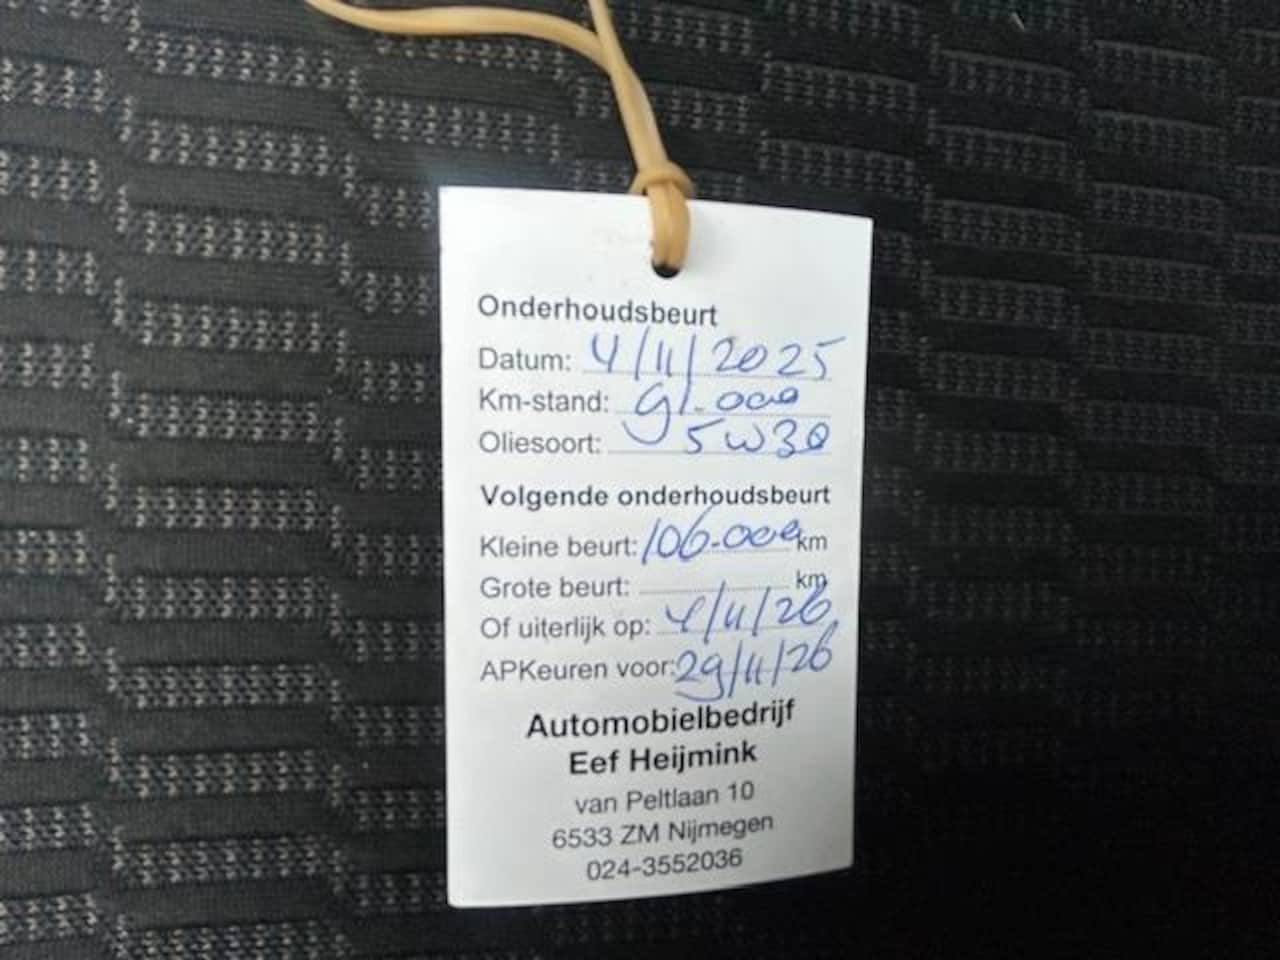 Onderhoudsbeurt
Datum: 4/11/2025
Km-stand: 91.000
Oliesoort: 5W30
Volgende onderhoudsbeurt
Kleine beurt: 106.000 km
Grote beurt: km
Of uiterlijk op: 4/11/26
APKeuren voor: 29/11/26
Automobielbedrijf
Eef Heijmink
van Peltlaan 10
6533 ZM Nijmegen
024-3552036